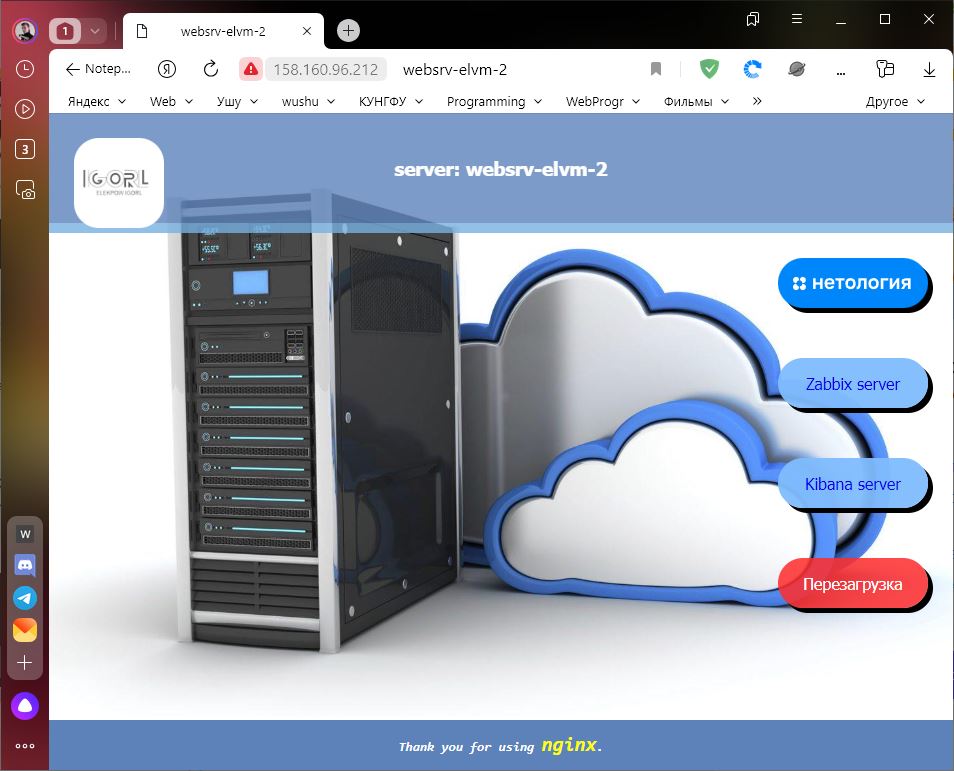 1
websrv-elvm-2
Notep...
Я
158.160.96.212
websrv-elvm-2
...
Яндекс
Web
Ушу
wushu
КУНГФУ
Programming
WebProgr
Фильмы
»
Другое
3
IGORL
ELEKPOW IGORL
server: websrv-elvm-2
нетология
Zabbix server
Kibana server
Перезагрузка
W
Thank you for using nginx.